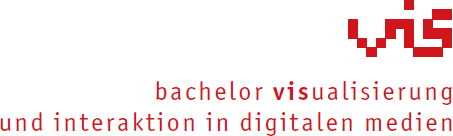 vis
bachelor visualisierung
und interaktion in digitalen medien